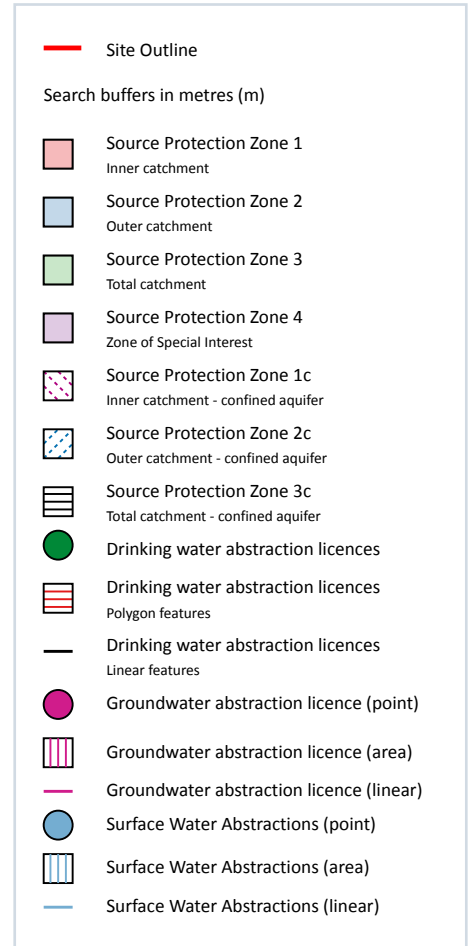 Site Outline
Search buffers in metres (m)
Source Protection Zone 1
Inner catchment
Source Protection Zone 2
Outer catchment
Source Protection Zone 3
Total catchment
Source Protection Zone 4
Zone of Special Interest
Source Protection Zone 1c
Inner catchment - confined aquifer
Source Protection Zone 2c
Outer catchment - confined aquifer
Source Protection Zone 3c
Total catchment - confined aquifer
Drinking water abstraction licences
Drinking water abstraction licences
Polygon features
Drinking water abstraction licences
Linear features
Groundwater abstraction licence (point)
Groundwater abstraction licence (area)
Groundwater abstraction licence (linear)
Surface Water Abstractions (point)
Surface Water Abstractions (area)
Surface Water Abstractions (linear)